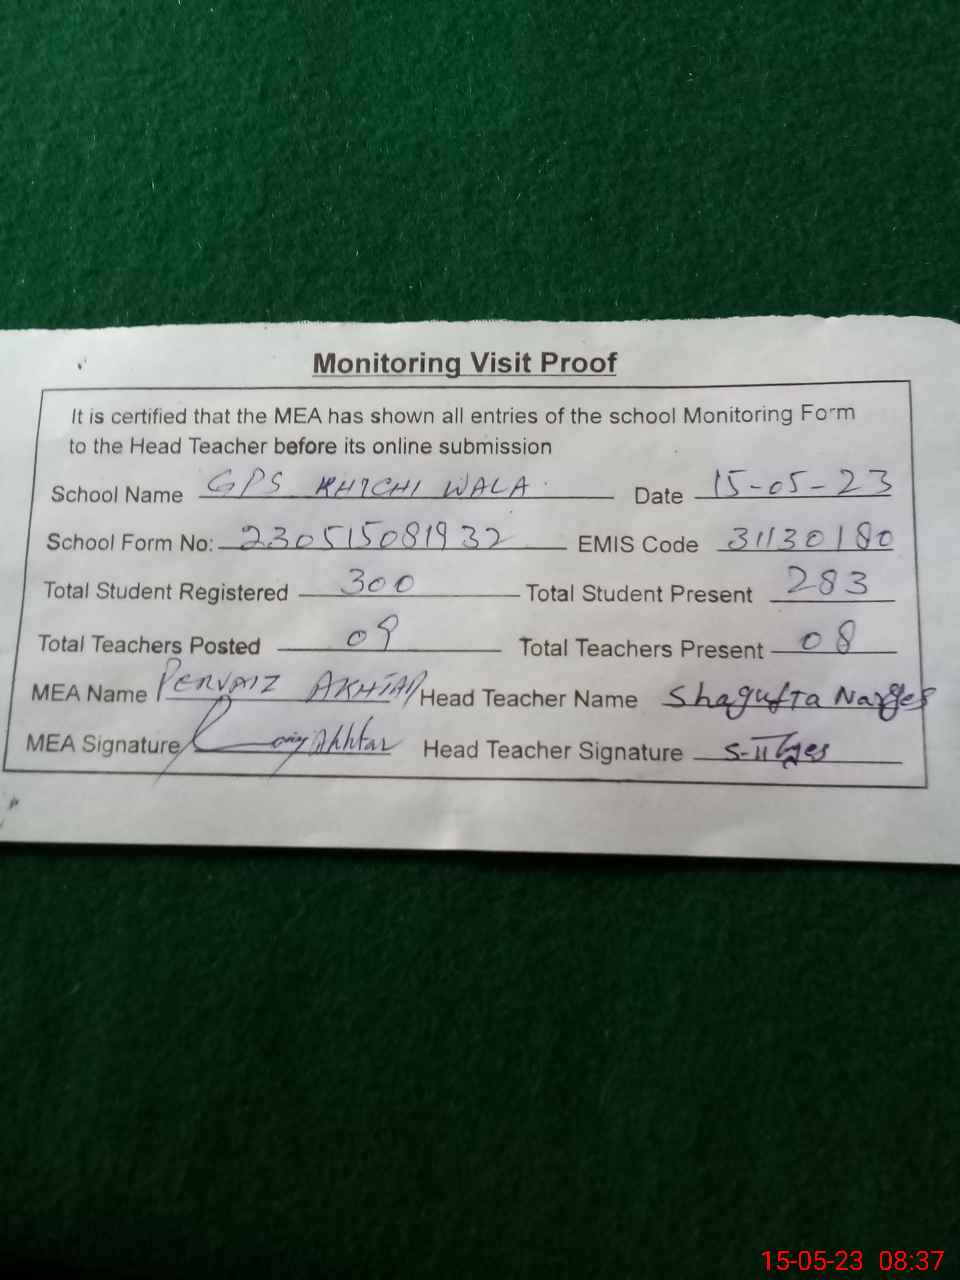 Monitoring Visit Proof
It is certified that the MEA has shown all entries of the school Monitoring Form
to the Head Teacher before its online submission
School Name GPS KHICHI WALA Date 15-05-23
School Form No: 230515081932 EMIS Code 31130180
Total Student Registered 300 Total Student Present 283
Total Teachers Posted 09 Total Teachers Present 08
MEA Name PERVAIZ AKHTAR Head Teacher Name Shagufta Narges
MEA Signature Akhtar Head Teacher Signature
15-05-23 08:37